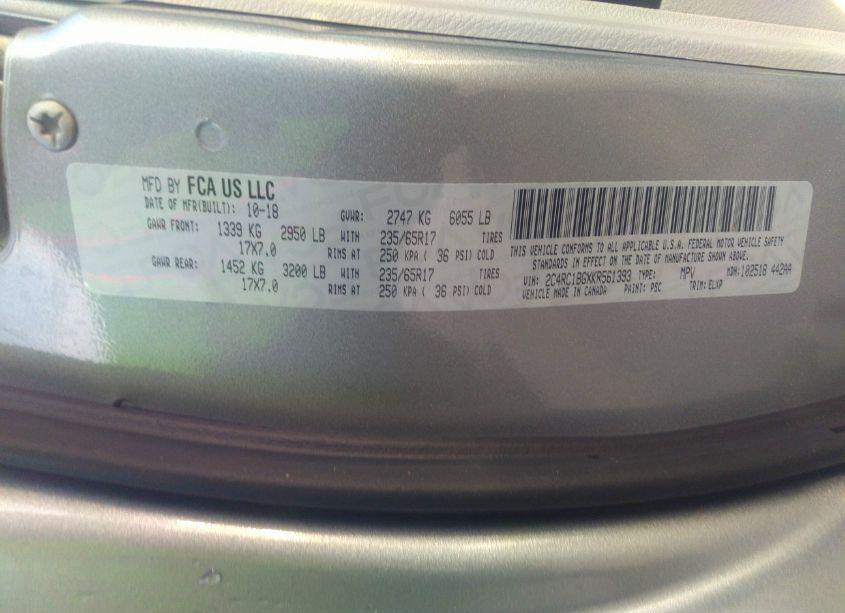 MFD BY FCA US LLC
DATE OF MFR(BUILT): 10-18 GVWR: 2747 KG 6055 LB
GAWR FRONT: 1339 KG 2950 LB WITH 235/65R17 TIRES
17X7.0 RIMS AT 250 KPA ( 36 PSI) COLD
GAWR REAR: 1452 KG 3200 LB WITH 235/65R17 TIRES
17X7.0 RIMS AT 250 KPA ( 36 PSI) COLD
THIS VEHICLE CONFORMS TO ALL APPLICABLE U.S.A. FEDERAL MOTOR VEHICLE SAFETY
STANDARDS IN EFFECT ON THE DATE OF MANUFACTURE SHOWN ABOVE.
VIN: 2C4RC1BGXKR561393 TYPE: MPV MDH:102518 442AA
VEHICLE MADE IN CANADA PAINT: PSC TRIM: ELXP